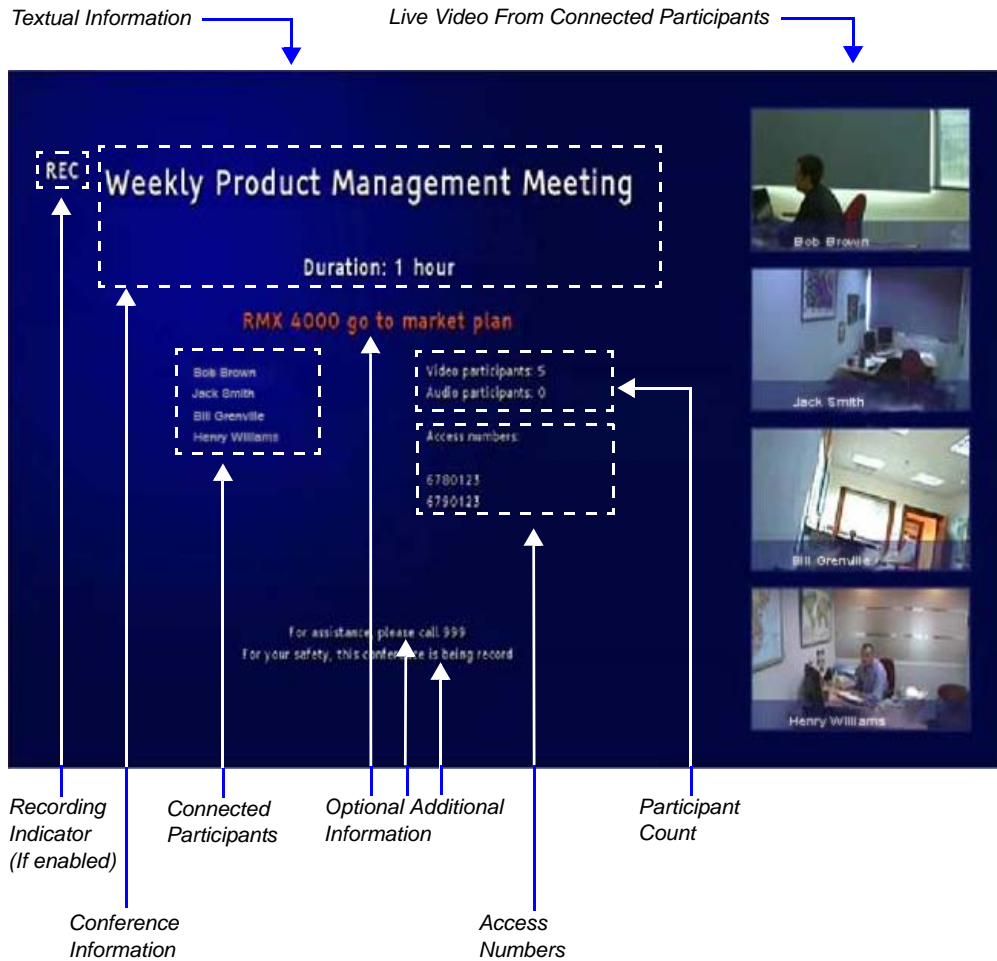 Textual Information
Live Video From Connected Participants
REC
Weekly Product Management Meeting
Duration: 1 hour
RMX 4000 go to market plan
Bob Brown
Jack Smith
Bill Grenville
Henry Williams
Video participants: 5
Audio participants: 0
Access numbers:
6780123
6790123
For assistance, please call 999
For your safety, this conference is being record
Bob Brown
Jack Smith
Bill Grenville
Henry Williams
Recording
Indicator
(If enabled)
Connected
Participants
Optional Additional
Information
Participant
Count
Conference
Information
Access
Numbers